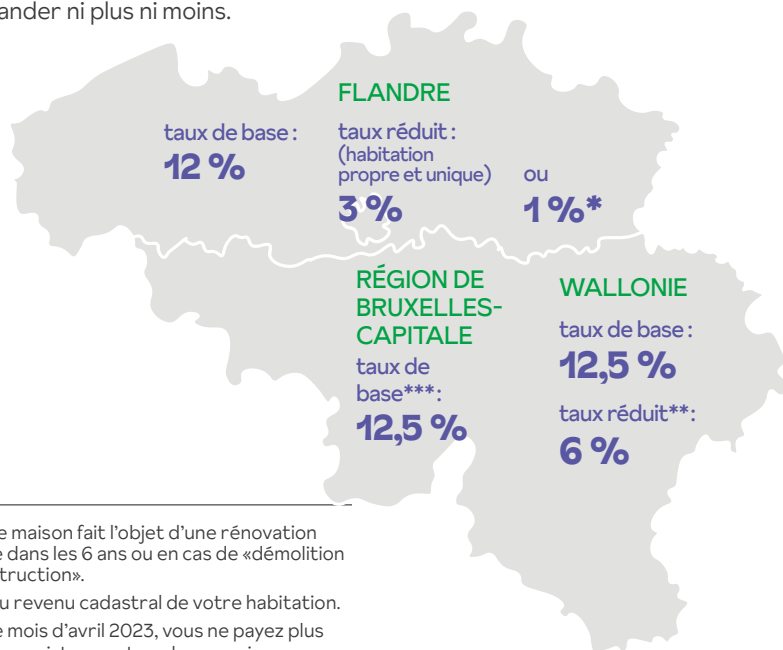 ander ni plus ni moins.
FLANDRE
taux de base :
12 %
taux réduit :
(habitation
propre et unique)
3 %
ou
1 %*
RÉGION DE
BRUXELLES-
CAPITALE
taux de
base***:
12,5 %
WALLONIE
taux de base :
12,5 %
taux réduit**:
6 %
e maison fait l’objet d’une rénovation
e dans les 6 ans ou en cas de «démolition
truction».
u revenu cadastral de votre habitation.
e mois d’avril 2023, vous ne payez plus